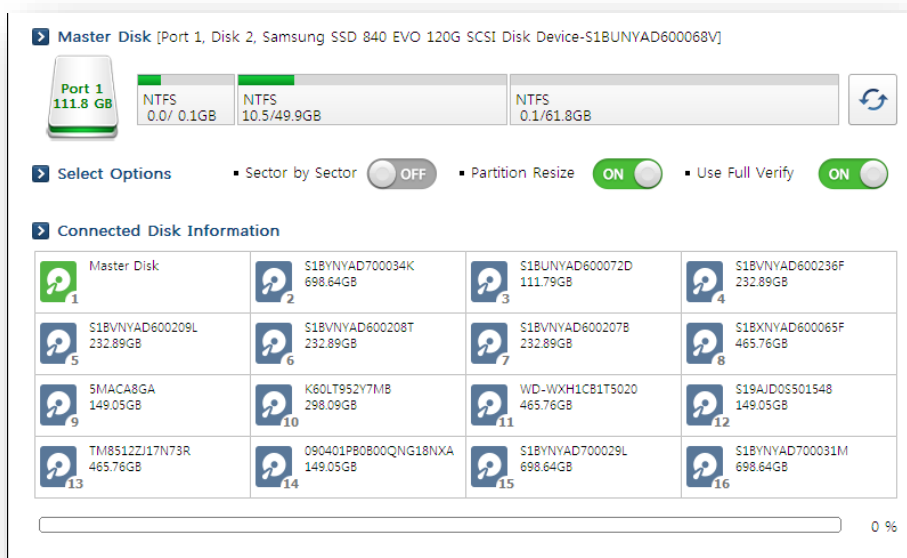 Master Disk [Port 1, Disk 2, Samsung SSD 840 EVO 120G SCSI Disk Device-S1BUNYAD600068V]
Port 1
111.8 GB
NTFS
0.0/ 0.1GB
NTFS
10.5/49.9GB
NTFS
0.1/61.8GB
Select Options
Sector by Sector OFF
Partition Resize ON
Use Full Verify ON
Connected Disk Information
Master Disk
1
S1BYNYAD700034K
698.64GB
2
S1BUNYAD600072D
111.79GB
3
S1BVNYAD600236F
232.89GB
4
S1BVNYAD600209L
232.89GB
5
S1BVNYAD600208T
232.89GB
6
S1BVNYAD600207B
232.89GB
7
S1BXNYAD600065F
465.76GB
8
5MACA8GA
149.05GB
9
K60LT952Y7MB
298.09GB
10
WD-WXH1CB1T5020
465.76GB
11
S19AJD0S501548
149.05GB
12
TM8512ZJ17N73R
465.76GB
13
090401PB0B00QNG18NXA
149.05GB
14
S1BYNYAD700029L
698.64GB
15
S1BYNYAD700031M
698.64GB
16
0 %